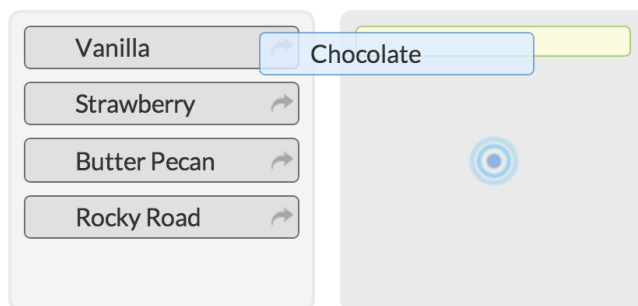 Vanilla
Chocolate
Strawberry
Butter Pecan
Rocky Road